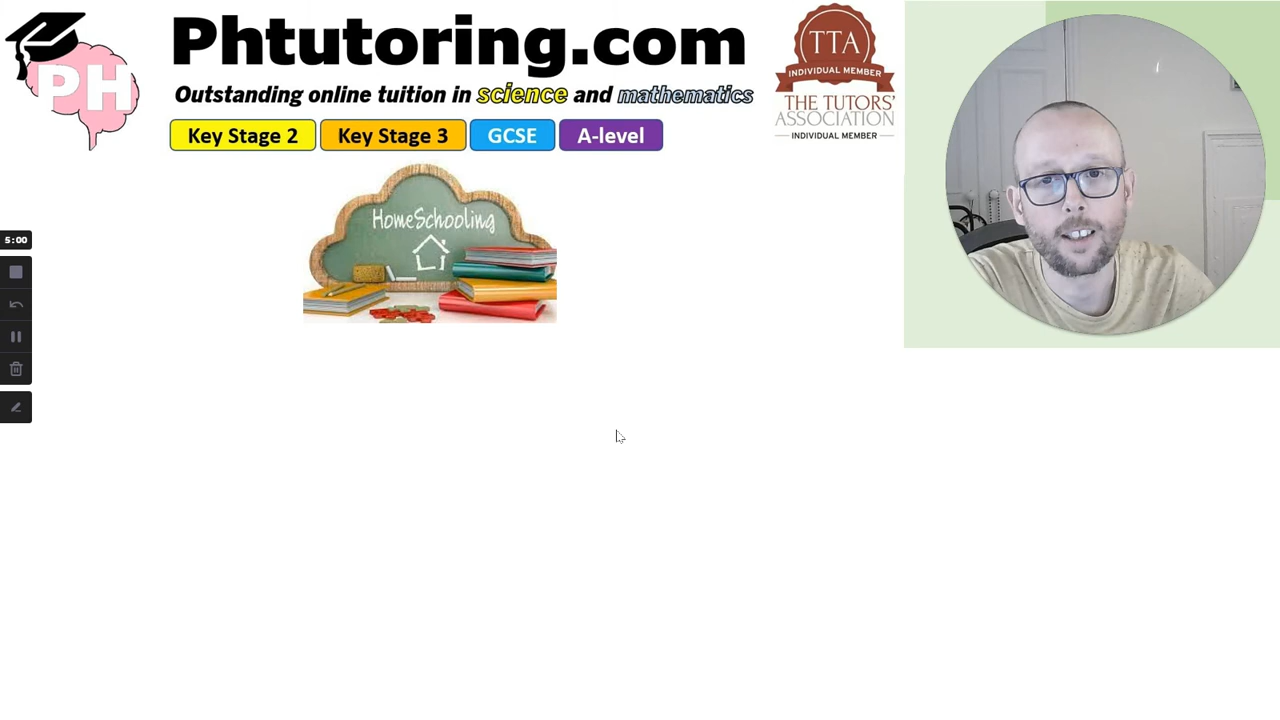 Phtutoring.com
Outstanding online tuition in science and mathematics
Key Stage 2 Key Stage 3 GCSE A-level
PH
TTA
INDIVIDUAL MEMBER
THE TUTORS'
ASSOCIATION
INDIVIDUAL MEMBER
HomeSchooling
5:00